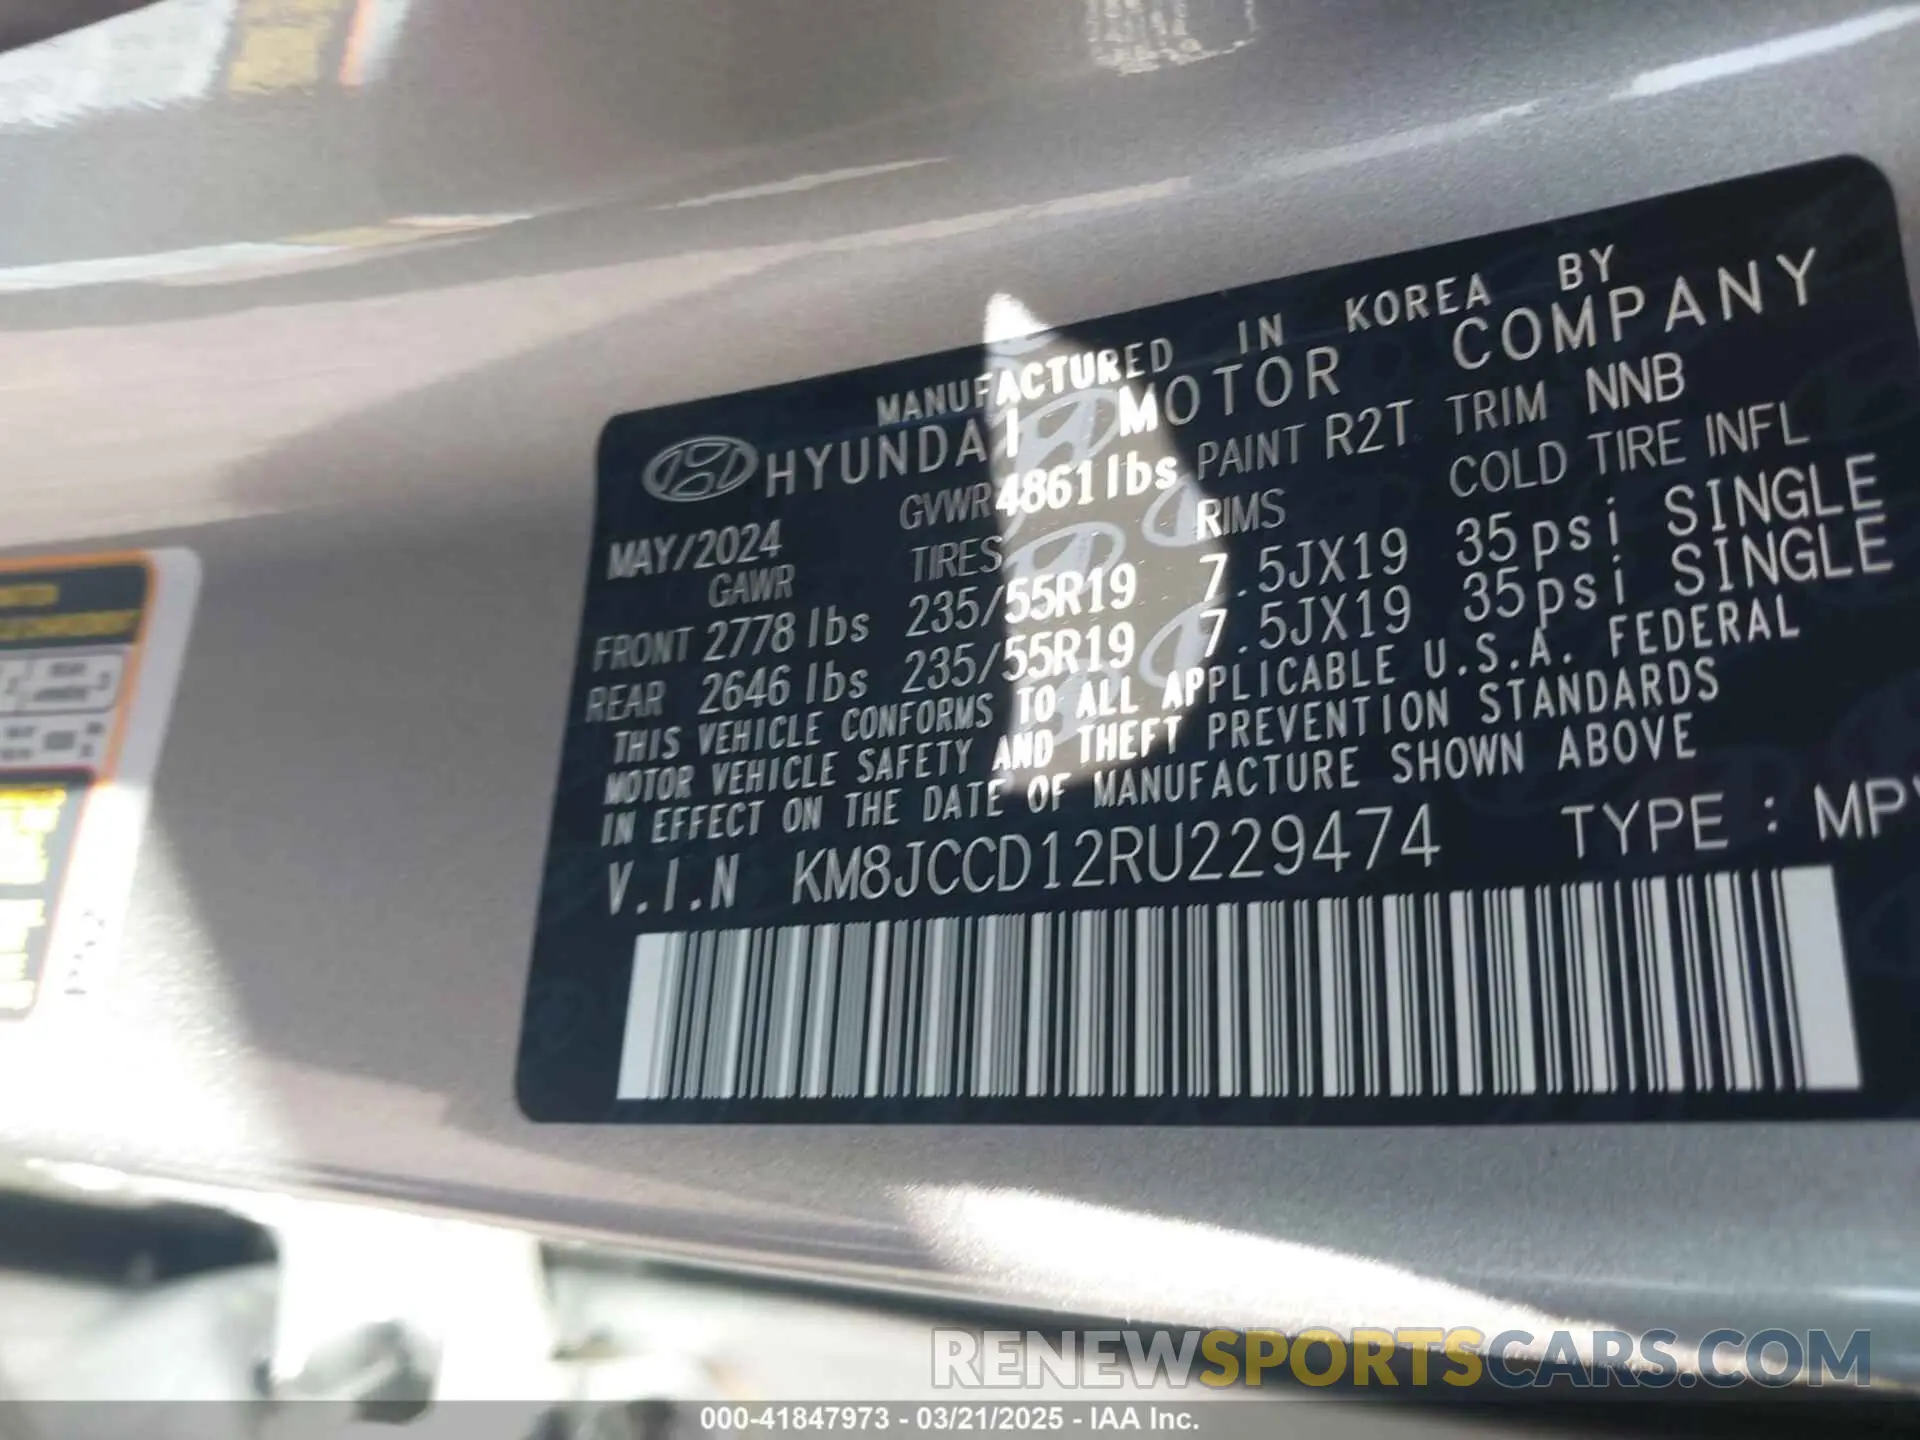 MANUFACTURED IN KOREA BY
HYUNDAI MOTOR COMPANY
MAY/2024 GVWR 4861 lbs PAINT R2T TRIM NNB
GAWR TIRES RIMS COLD TIRE INFL
FRONT 2778 lbs 235/55R19 7.5JX19 35psi SINGLE
REAR 2646 lbs 235/55R19 7.5JX19 35psi SINGLE
THIS VEHICLE CONFORMS TO ALL APPLICABLE U.S.A. FEDERAL
MOTOR VEHICLE SAFETY AND THEFT PREVENTION STANDARDS
IN EFFECT ON THE DATE OF MANUFACTURE SHOWN ABOVE
V.I.N KM8JCCD12RU229474 TYPE : MPV
RENEWSPORTSCARS.COM
000-41847973 - 03/21/2025 - IAA Inc.